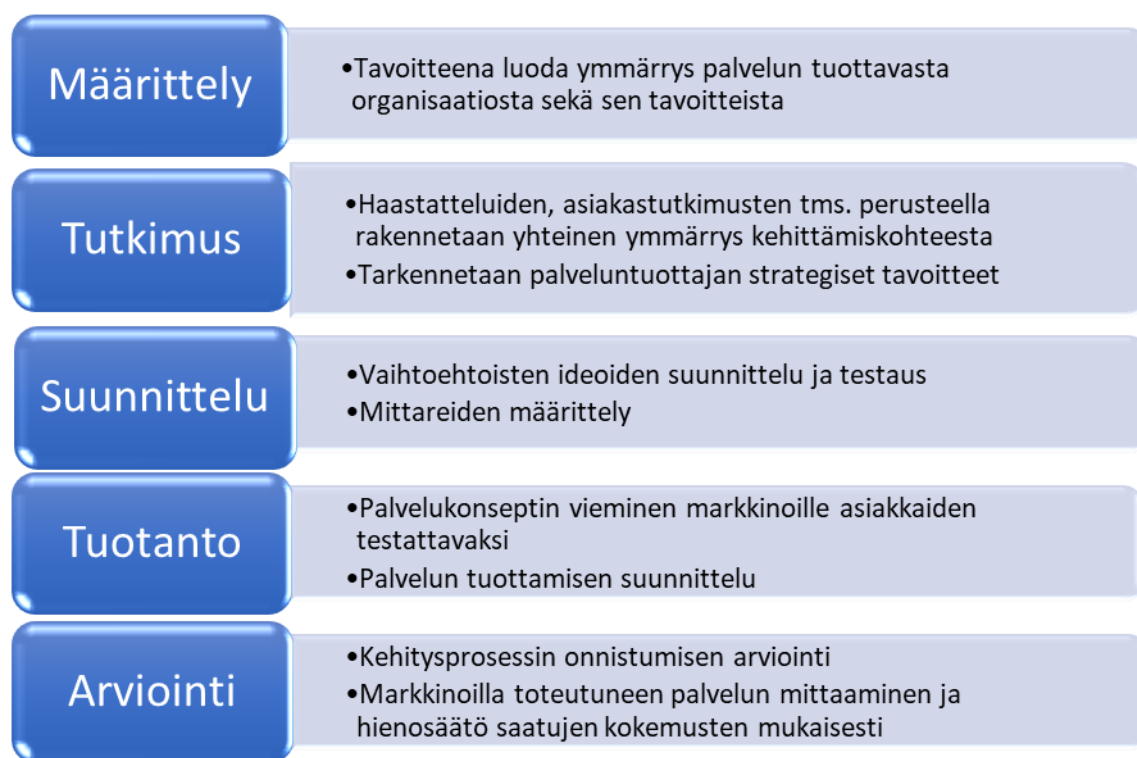 Määrittely
•Tavoitteena luoda ymmärrys palvelun tuottavasta
organisaatiosta sekä sen tavoitteista
Tutkimus
•Haastatteluiden, asiakastutkimusten tms. perusteella
rakennetaan yhteinen ymmärrys kehittämiskohteesta
•Tarkennetaan palveluntuottajan strategiset tavoitteet
Suunnittelu
•Vaihtoehtoisten ideoiden suunnittelu ja testaus
•Mittareiden määrittely
Tuotanto
•Palvelukonseptin vieminen markkinoille asiakkaiden
testattavaksi
•Palvelun tuottamisen suunnittelu
Arviointi
•Kehitysprosessin onnistumisen arviointi
•Markkinoilla toteutuneen palvelun mittaaminen ja
hienosäätö saatujen kokemusten mukaisesti